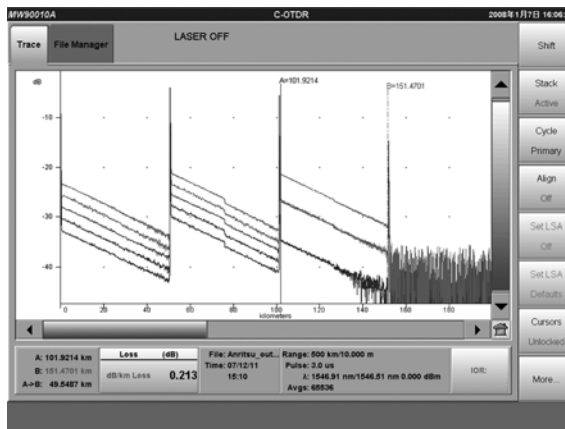 MW90010A C-OTDR 2008年1月7日 16:06:
Trace File Manager LASER OFF Shift
Stack
Active
Cycle
Primary
Align
Off
Set LSA
Off
Set LSA
Defaults
Cursors
Unlocked
More...
dB A=101.9214 B=151.4701
-10
-20
-30
-40
0 20 40 60 80 100 120 140 160 180
kilometers
A: 101.9214 km
B: 151.4701 km
A->B: 49.5487 km
Loss (dB)
dB/km Loss 0.213
File: Anritsu_out...
Time: 07/12/11
15:10
Range: 500 km/10.000 m
Pulse: 3.0 us
λ: 1546.91 nm/1546.51 nm 0.000 dBm
Avgs: 65536
IOR: